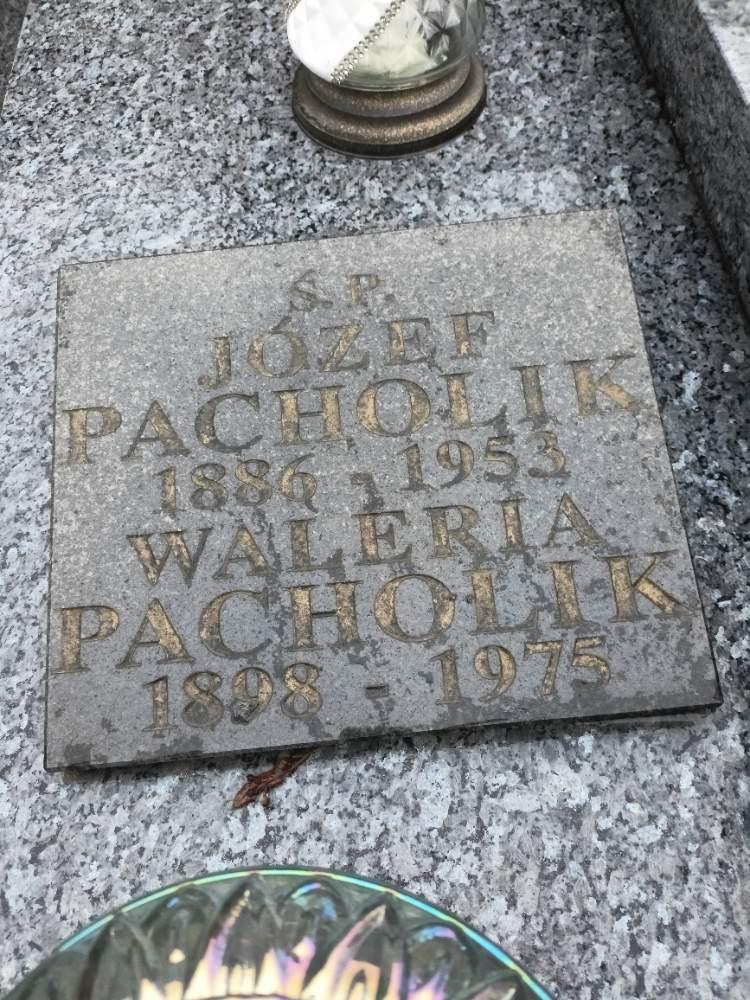 Ś. P.
JÓZEF
PACHOLIK
1886 - 1953
WALERIA
PACHOLIK
1898 - 1975